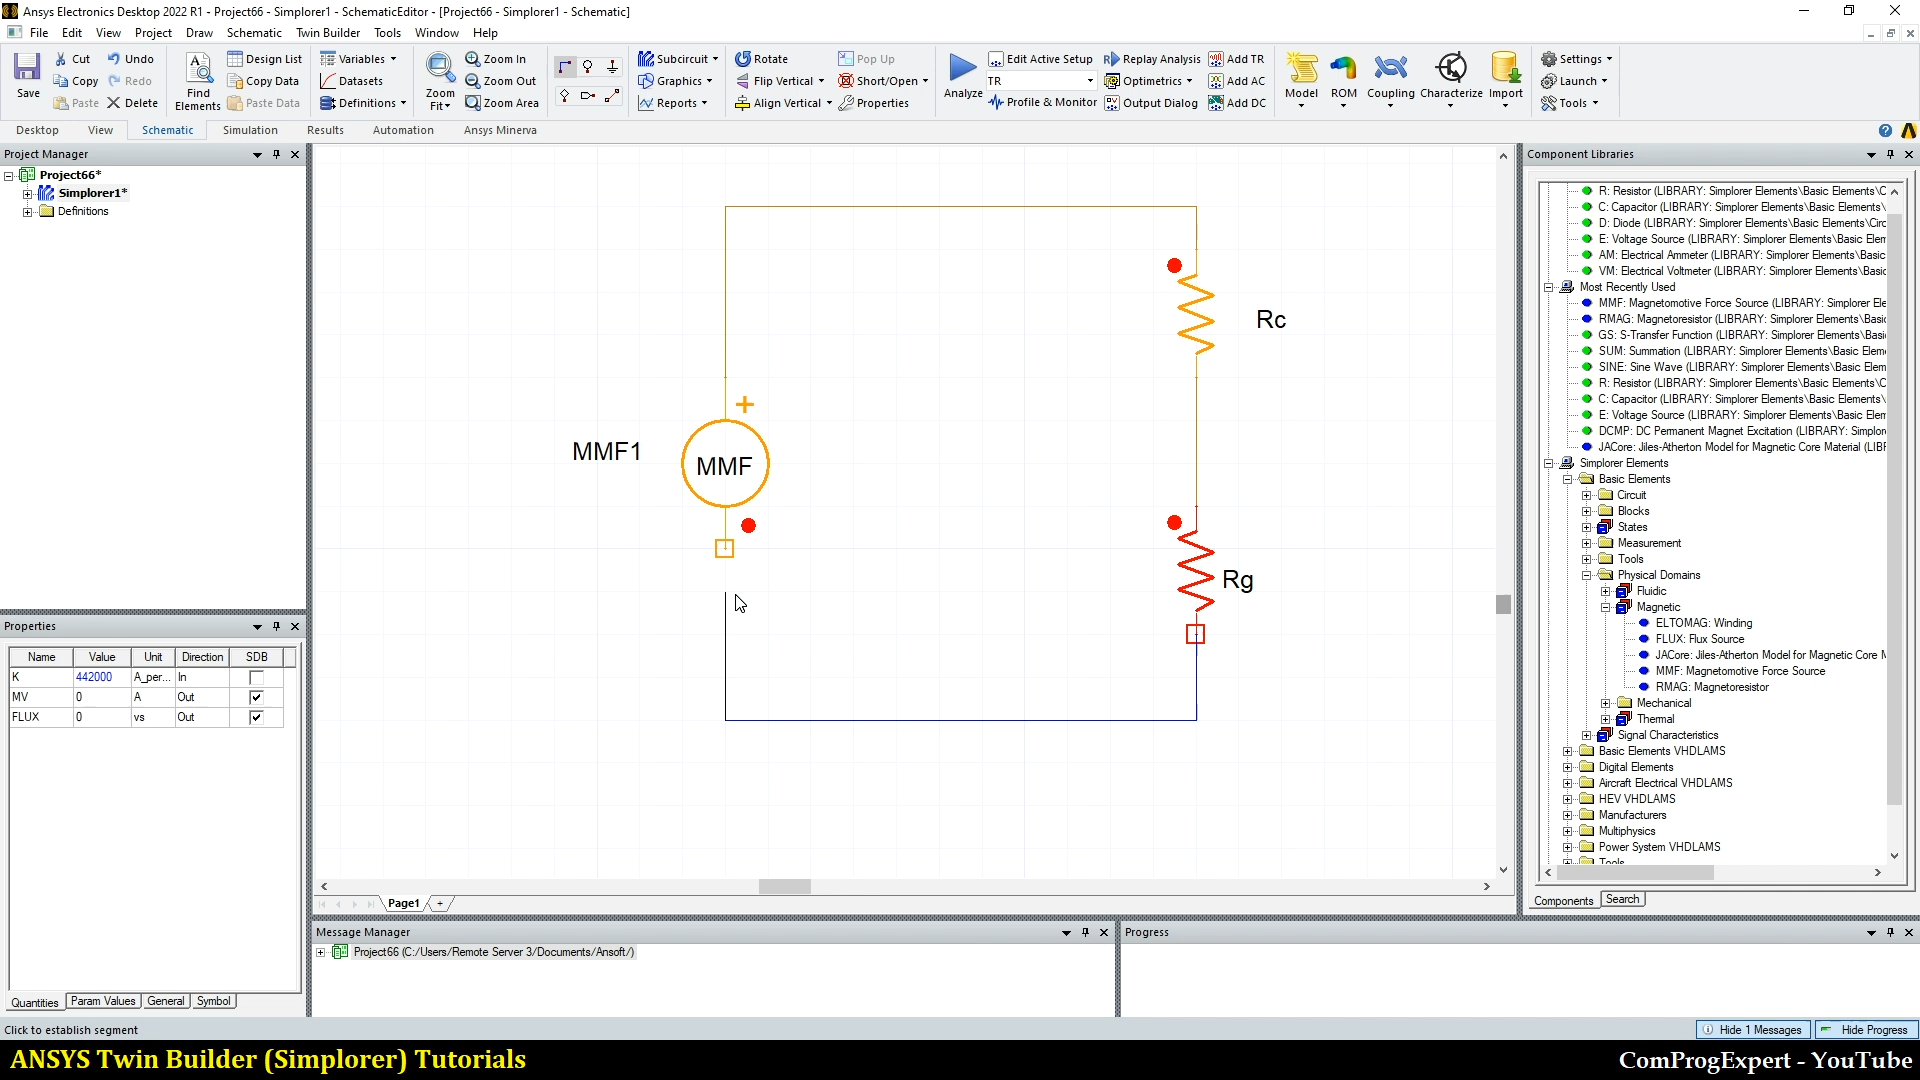 Ansys Electronics Desktop 2022 R1 - Project66 - Simplorer1 - SchematicEditor - [Project66 - Simplorer1 - Schematic]
File Edit View Project Draw Schematic Twin Builder Tools Window Help
Save
Cut
Copy
Paste
Undo
Redo
Delete
Find Elements
Design List
Copy Data
Paste Data
Variables
Datasets
Definitions
Zoom Fit
Zoom In
Zoom Out
Zoom Area
Subcircuit
Graphics
Reports
Rotate
Flip Vertical
Align Vertical
Pop Up
Short/Open
Properties
Analyze
Edit Active Setup
TR
Profile & Monitor
Replay Analysis
Optimetrics
Output Dialog
Add TR
Add AC
Add DC
Model
ROM
Coupling
Characterize
Import
Settings
Launch
Tools
Desktop View Schematic Simulation Results Automation Ansys Minerva
Project Manager
Project66*
Simplorer1*
Definitions
Properties
Name Value Unit Direction SDB
K 442000 A_per... In
MV 0 A Out
FLUX 0 vs Out
Quantities Param Values General Symbol
Rc
MMF1
MMF
Rg
Page1 +
Message Manager
Project66 (C:/Users/Remote Server 3/Documents/Ansoft/)
Progress
Component Libraries
R: Resistor (LIBRARY: Simplorer Elements\Basic Elements\C
C: Capacitor (LIBRARY: Simplorer Elements\Basic Elements\
D: Diode (LIBRARY: Simplorer Elements\Basic Elements\Circ
E: Voltage Source (LIBRARY: Simplorer Elements\Basic Elem
AM: Electrical Ammeter (LIBRARY: Simplorer Elements\Basic
VM: Electrical Voltmeter (LIBRARY: Simplorer Elements\Basic
Most Recently Used
MMF: Magnetomotive Force Source (LIBRARY: Simplorer Ele
RMAG: Magnetoresistor (LIBRARY: Simplorer Elements\Basic
GS: S-Transfer Function (LIBRARY: Simplorer Elements\Basic
SUM: Summation (LIBRARY: Simplorer Elements\Basic Eleme
SINE: Sine Wave (LIBRARY: Simplorer Elements\Basic Elem
R: Resistor (LIBRARY: Simplorer Elements\Basic Elements\C
C: Capacitor (LIBRARY: Simplorer Elements\Basic Elements\
E: Voltage Source (LIBRARY: Simplorer Elements\Basic Elem
DCMP: DC Permanent Magnet Excitation (LIBRARY: Simplor
JACore: Jiles-Atherton Model for Magnetic Core Material (LIBR
Simplorer Elements
Basic Elements
Circuit
Blocks
States
Measurement
Tools
Physical Domains
Fluidic
Magnetic
ELTOMAG: Winding
FLUX: Flux Source
JACore: Jiles-Atherton Model for Magnetic Core M
MMF: Magnetomotive Force Source
RMAG: Magnetoresistor
Mechanical
Thermal
Signal Characteristics
Basic Elements VHDLAMS
Digital Elements
Aircraft Electrical VHDLAMS
HEV VHDLAMS
Manufacturers
Multiphysics
Power System VHDLAMS
Tools
Components Search
Click to establish segment
Hide 1 Messages Hide Progress
ANSYS Twin Builder (Simplorer) Tutorials
ComProgExpert - YouTube